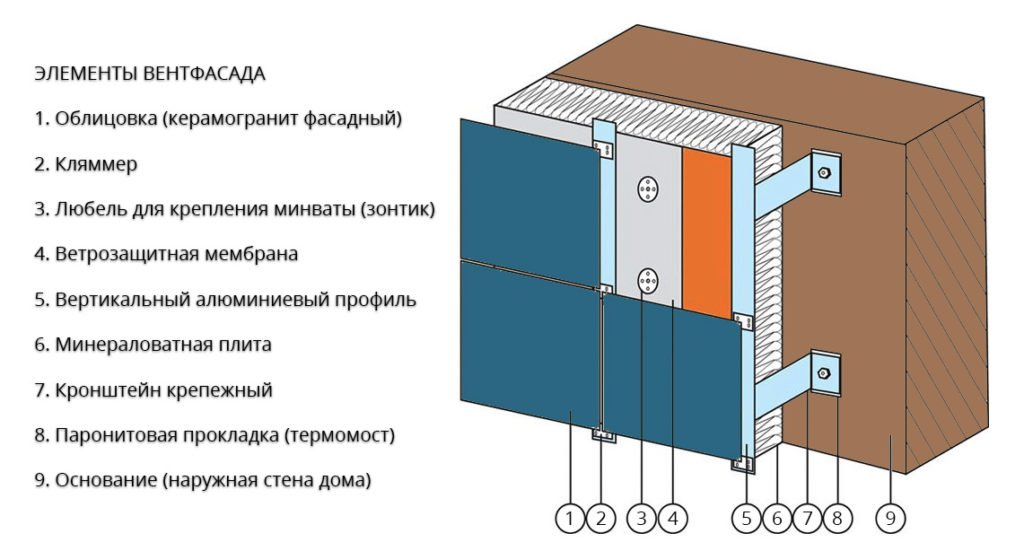 ЭЛЕМЕНТЫ ВЕНТФАСАДА
1. Облицовка (керамогранит фасадный)
2. Кляммер
3. Любель для крепления минваты (зонтик)
4. Ветрозащитная мембрана
5. Вертикальный алюминиевый профиль
6. Минераловатная плита
7. Кронштейн крепежный
8. Паронитовая прокладка (термомост)
9. Основание (наружная стена дома)
1 2 3 4 5 6 7 8 9